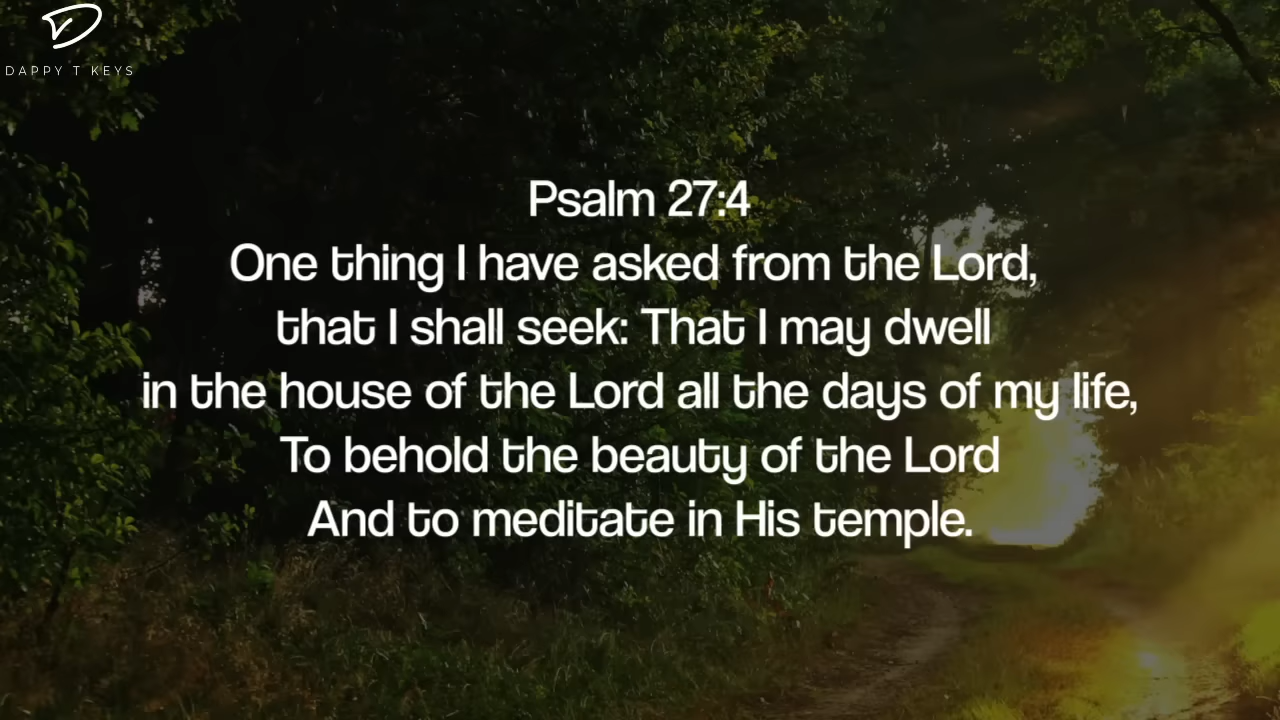 DAPPY T KEYS
Psalm 27:4
One thing I have asked from the Lord,
that I shall seek: That I may dwell
in the house of the Lord all the days of my life,
To behold the beauty of the Lord
And to meditate in His temple.